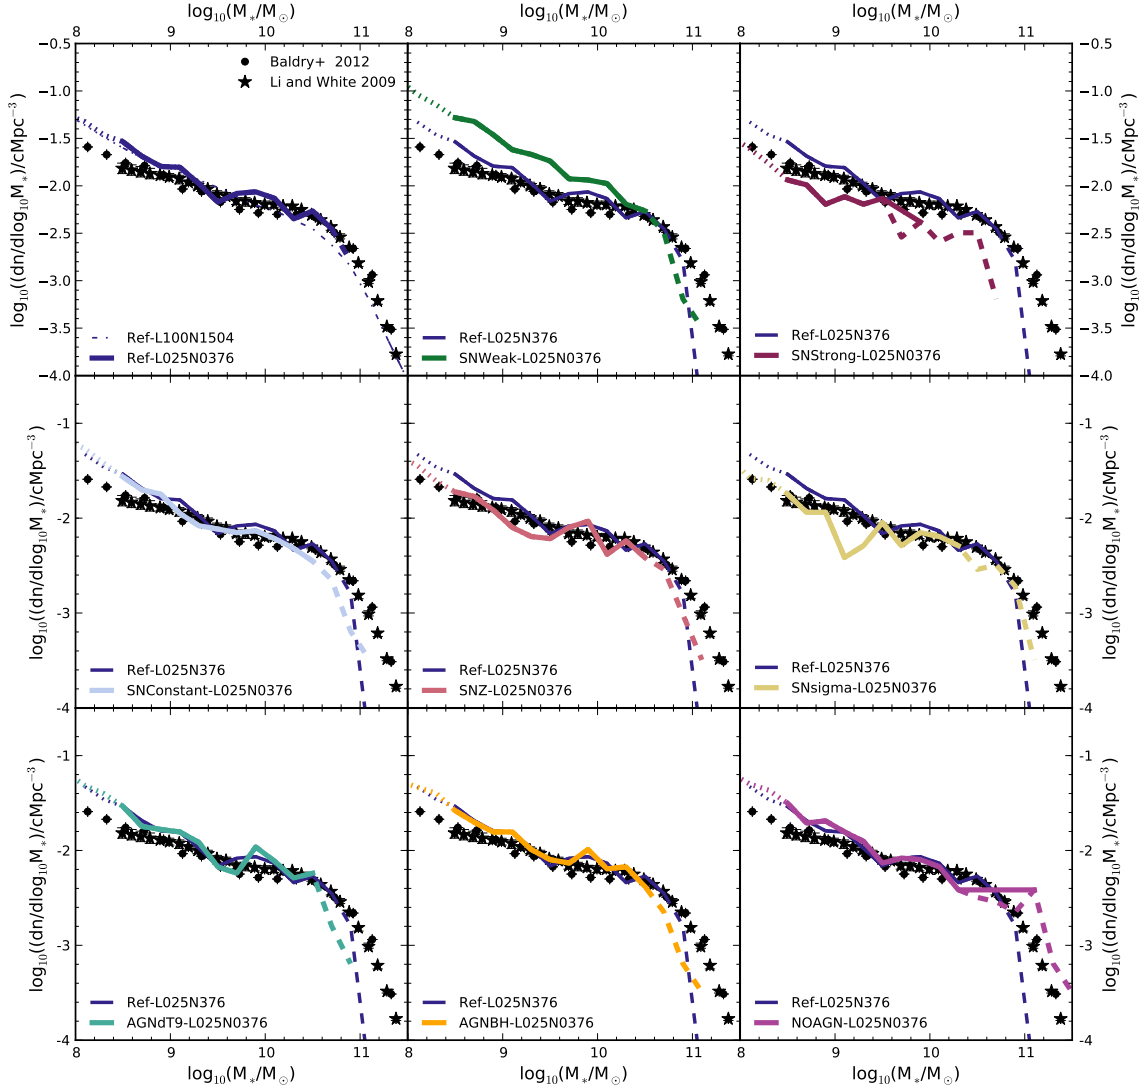 log₁₀(M*/M☉) log₁₀(M*/M☉) log₁₀(M*/M☉)
8 9 10 11 9 10 11 9 10 11
−0.5 −1.0 −1.5 −2.0 −2.5 −3.0 −3.5 −4.0
log₁₀((dn/dlog₁₀M*)/cMpc⁻³)
Baldry+ 2012
Li and White 2009
Ref-L100N1504
Ref-L025N0376
Ref-L025N376
SNWeak-L025N0376
Ref-L025N376
SNStrong-L025N0376
−0.5 −1.0 −1.5 −2.0 −2.5 −3.0 −3.5 −4.0
log₁₀((dn/dlog₁₀M*)/cMpc⁻³)
-1 -2 -3 -4
log₁₀((dn/dlog₁₀M*)/cMpc⁻³)
Ref-L025N376
SNConstant-L025N0376
Ref-L025N376
SNZ-L025N0376
Ref-L025N376
SNsigma-L025N0376
-1 -2 -3 -4
log₁₀((dn/dlog₁₀M*)/cMpc⁻³)
-1 -2 -3 -4
log₁₀((dn/dlog₁₀M*)/cMpc⁻³)
Ref-L025N376
AGNdT9-L025N0376
Ref-L025N376
AGNBH-L025N0376
Ref-L025N376
NOAGN-L025N0376
-1 -2 -3 -4
log₁₀((dn/dlog₁₀M*)/cMpc⁻³)
8 9 10 11 8 9 10 11 8 9 10 11
log₁₀(M*/M☉) log₁₀(M*/M☉) log₁₀(M*/M☉)